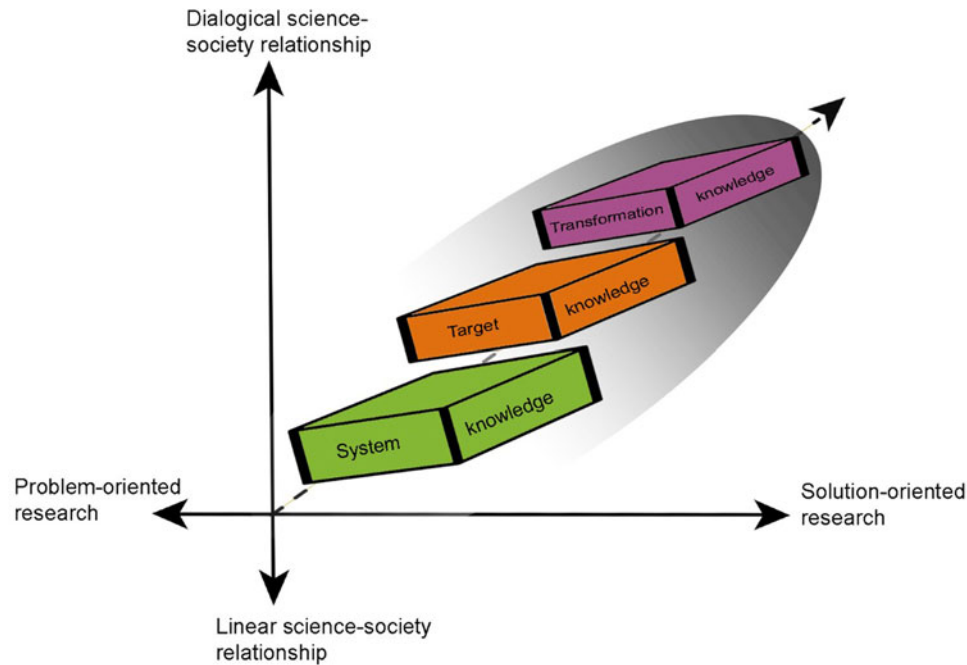 Dialogical science-
society relationship
Transformation knowledge
Target knowledge
System knowledge
Problem-oriented
research
Solution-oriented
research
Linear science-society
relationship